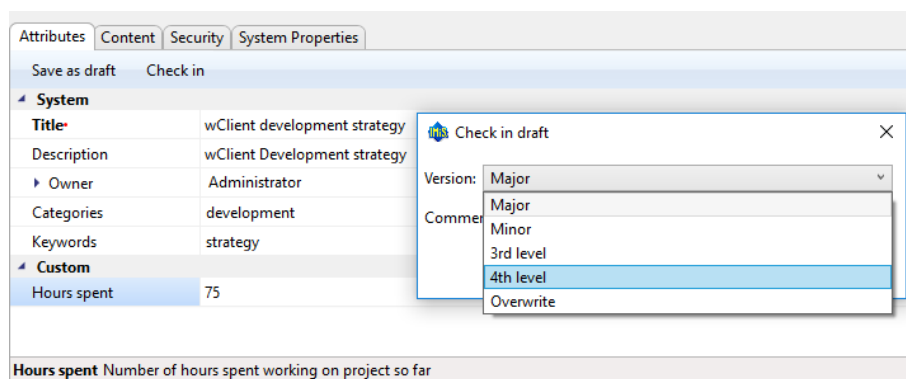 Attributes Content Security System Properties
Save as draft Check in
System
Title• wClient development strategy
Description wClient Development strategy
Owner Administrator
Categories development
Keywords strategy
Custom
Hours spent 75
Hours spent Number of hours spent working on project so far
Check in draft
Version: Major
Commen
Major
Minor
3rd level
4th level
Overwrite